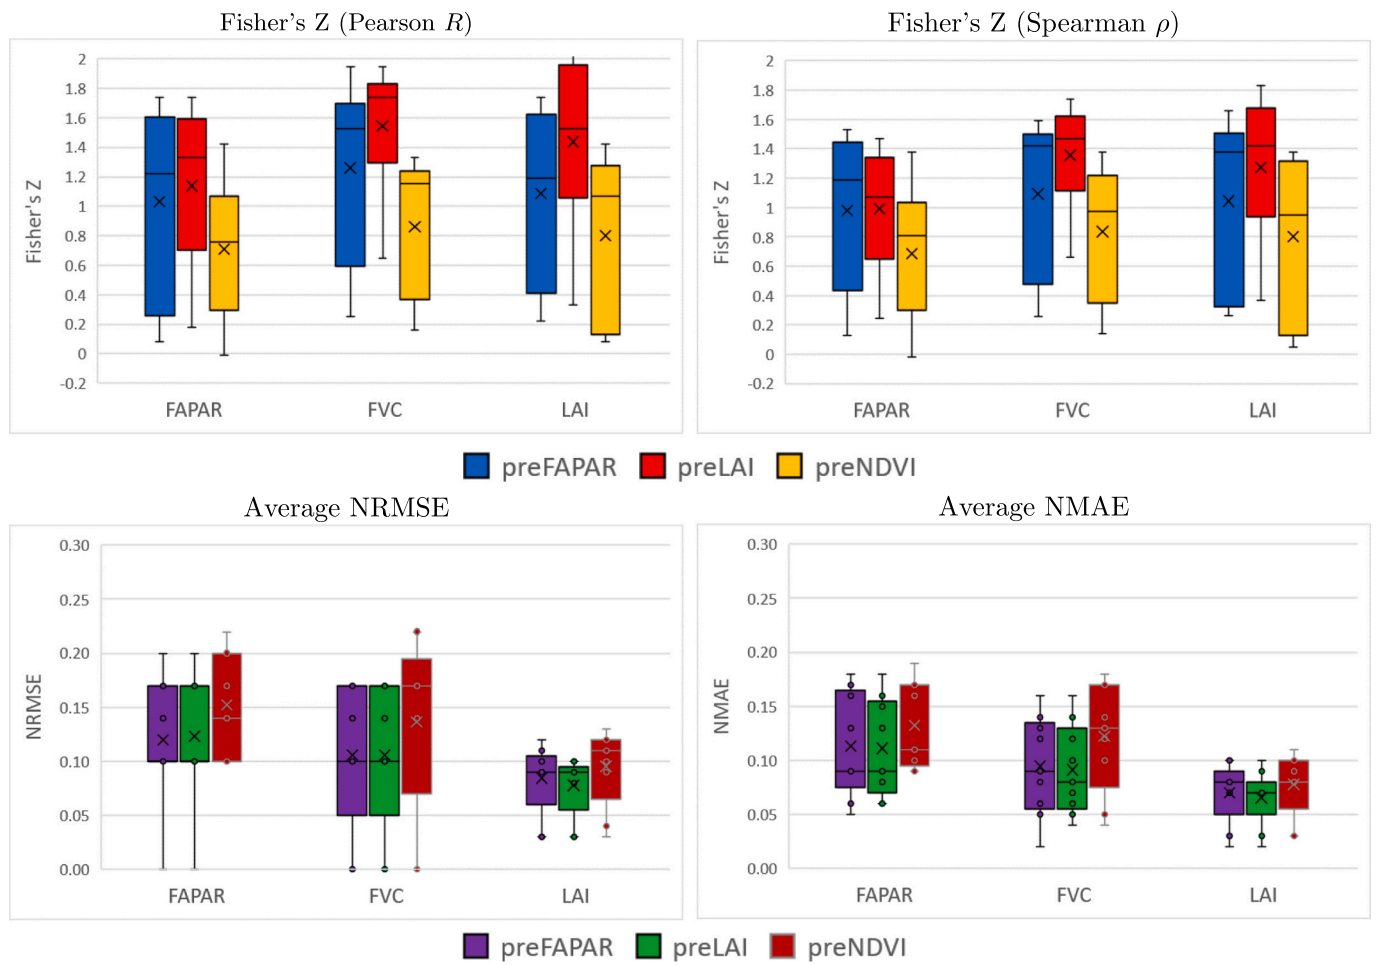 Fisher's Z (Pearson R)
2
1.8
1.6
1.4
1.2
1
0.8
0.6
0.4
0.2
0
-0.2
Fisher's Z
FAPAR FVC LAI
Fisher's Z (Spearman ρ)
2
1.8
1.6
1.4
1.2
1
0.8
0.6
0.4
0.2
0
-0.2
Fisher's Z
FAPAR FVC LAI
preFAPAR preLAI preNDVI
Average NRMSE
0.30
0.25
0.20
0.15
0.10
0.05
0.00
NRMSE
FAPAR FVC LAI
Average NMAE
0.30
0.25
0.20
0.15
0.10
0.05
0.00
NMAE
FAPAR FVC LAI
preFAPAR preLAI preNDVI